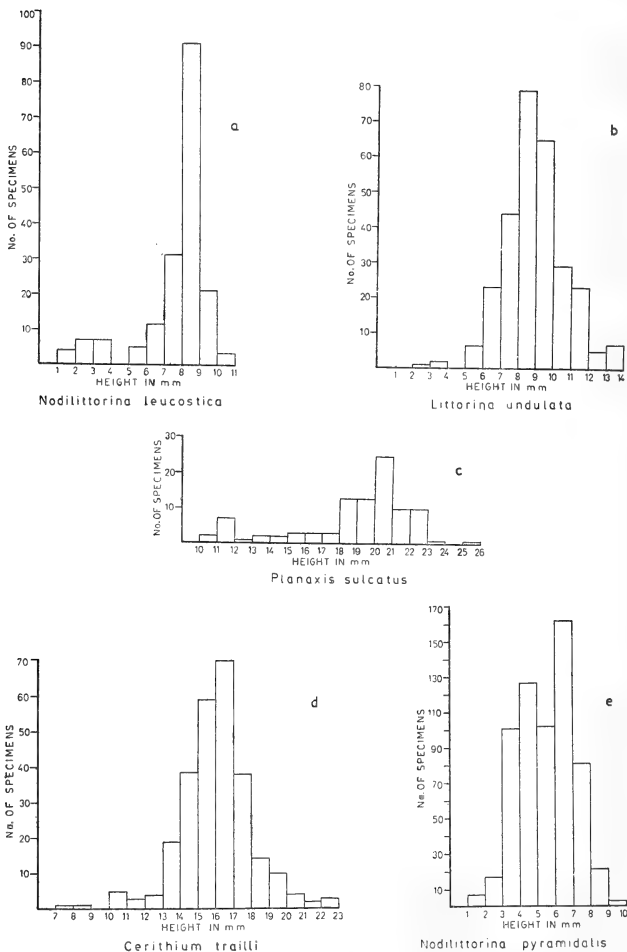 100
90
80
70
60
50
40
30
20
10
No. OF SPECIMENS
a
1 2 3 4 5 6 7 8 9 10 11
HEIGHT IN mm
Nodilittorina leucostica
80
70
60
50
40
30
20
10
No. OF SPECIMENS
b
1 2 3 4 5 6 7 8 9 10 11 12 13 14
HEIGHT IN mm
Littorina undulata
30
20
10
No. OF SPECIMENS
c
10 11 12 13 14 15 16 17 18 19 20 21 22 23 24 25 26
HEIGHT IN mm
Planaxis sulcatus
70
60
50
40
30
20
10
No. OF SPECIMENS
d
7 8 9 10 11 12 13 14 15 16 17 18 19 20 21 22 23
HEIGHT IN mm
Cerithium trailli
170
150
130
110
90
70
50
30
10
No. OF SPECIMENS
e
1 2 3 4 5 6 7 8 9 10
HEIGHT IN mm
Nodilittorina pyramidalis